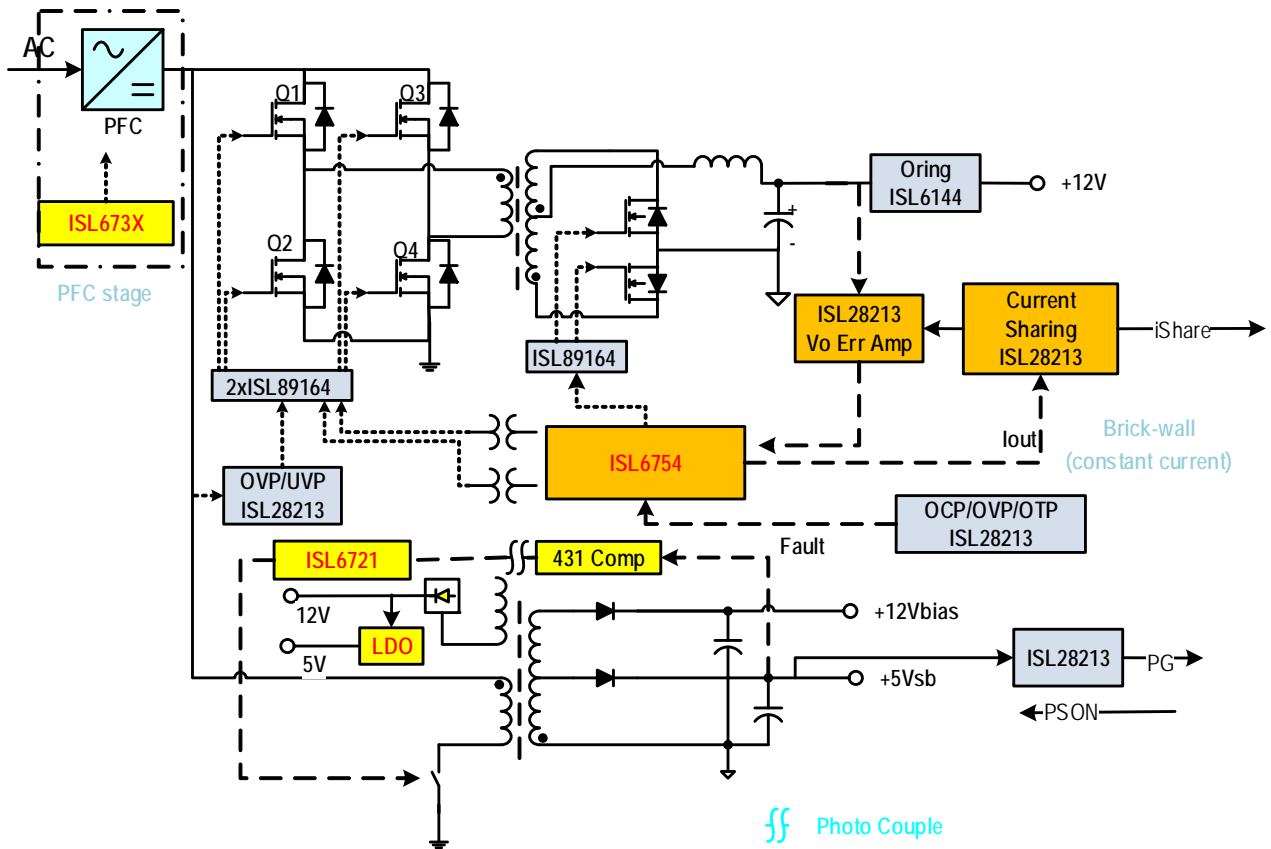 AC
PFC
ISL673X
PFC stage
Q1
Q3
Q2
Q4
Oring
ISL6144
+12V
+
-
ISL28213
Vo Err Amp
Current
Sharing
ISL28213
iShare
ISL89164
2xISL89164
Iout
Brick-wall
(constant current)
ISL6754
OVP/UVP
ISL28213
OCP/OVP/OTP
ISL28213
Fault
ISL6721
431 Comp
12V
LDO
5V
+12Vbias
+5Vsb
ISL28213
PG
PSON
Photo Couple